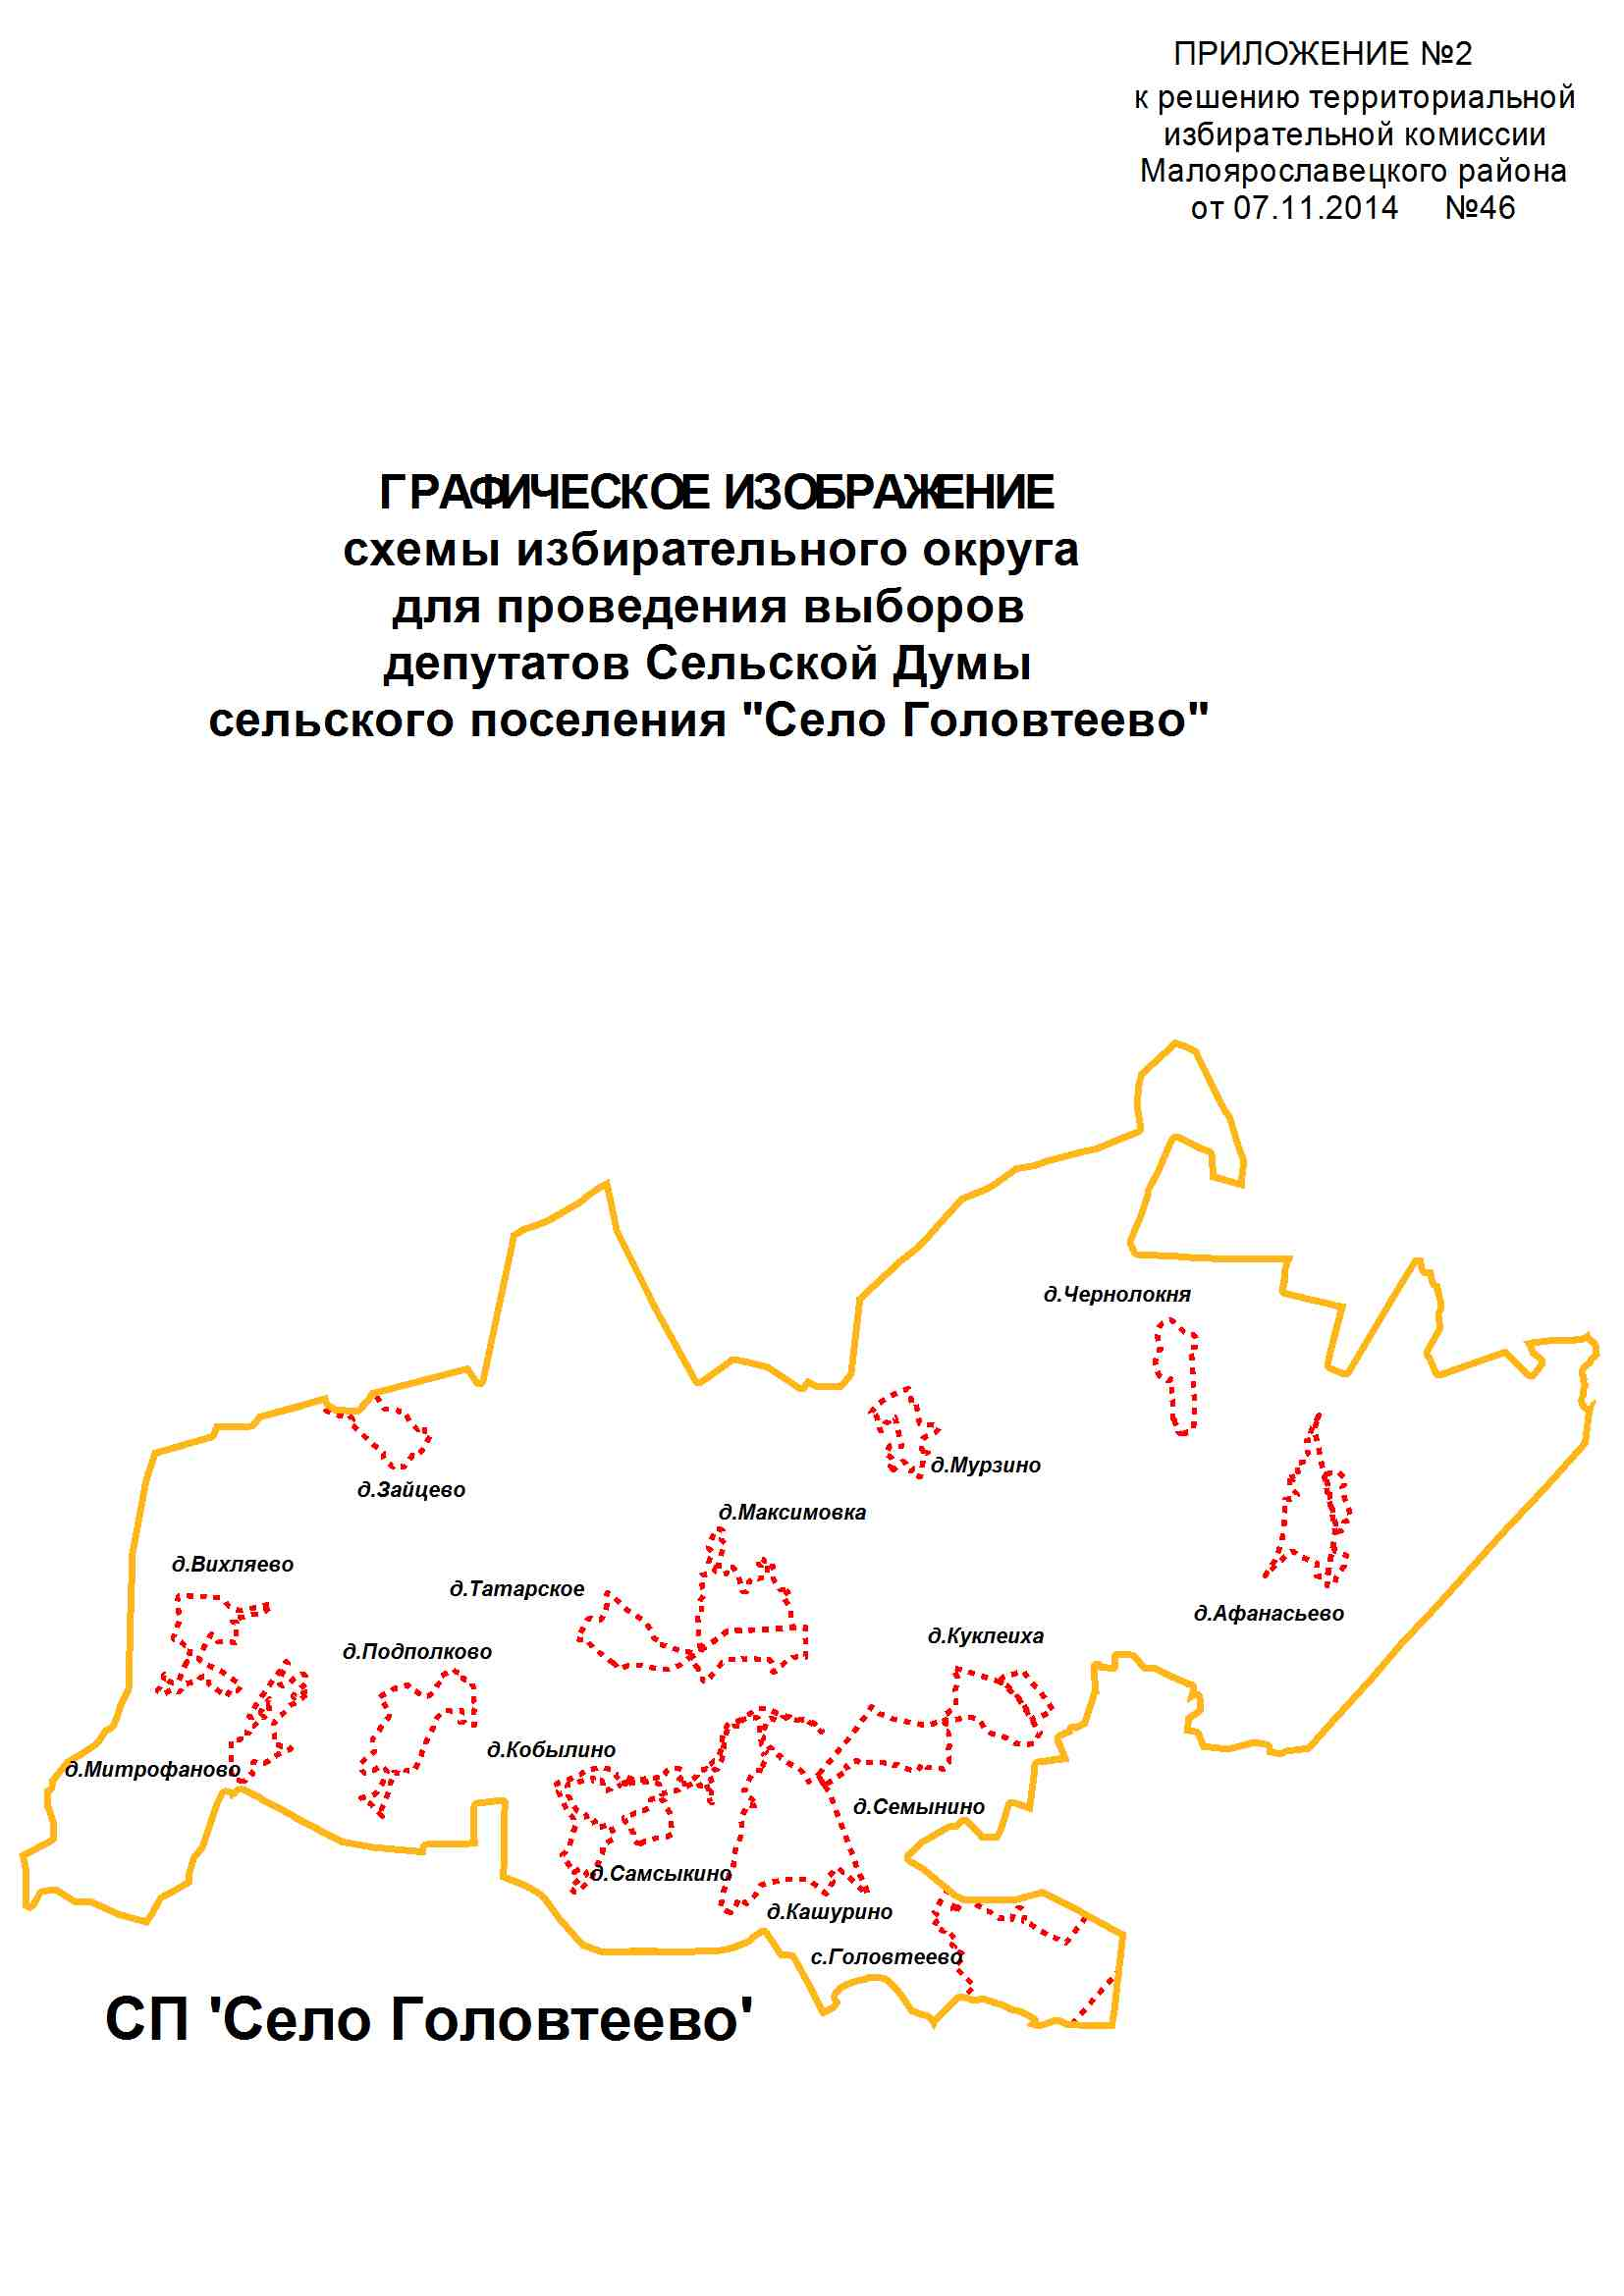 ПРИЛОЖЕНИЕ №2
к решению территориальной
избирательной комиссии
Малоярославецкого района
от 07.11.2014 №46
ГРАФИЧЕСКОЕ ИЗОБРАЖЕНИЕ
схемы избирательного округа
для проведения выборов
депутатов Сельской Думы
сельского поселения "Село Головтеево"
д.Чернолокня
д.Мурзино
д.Зайцево
д.Максимовка
д.Вихляево
д.Татарское
д.Афанасьево
д.Куклеиха
д.Подполково
д.Кобылино
д.Митрофаново
д.Семынино
д.Самсыкино
д.Кашурино
с.Головтеево
СП 'Село Головтеево'